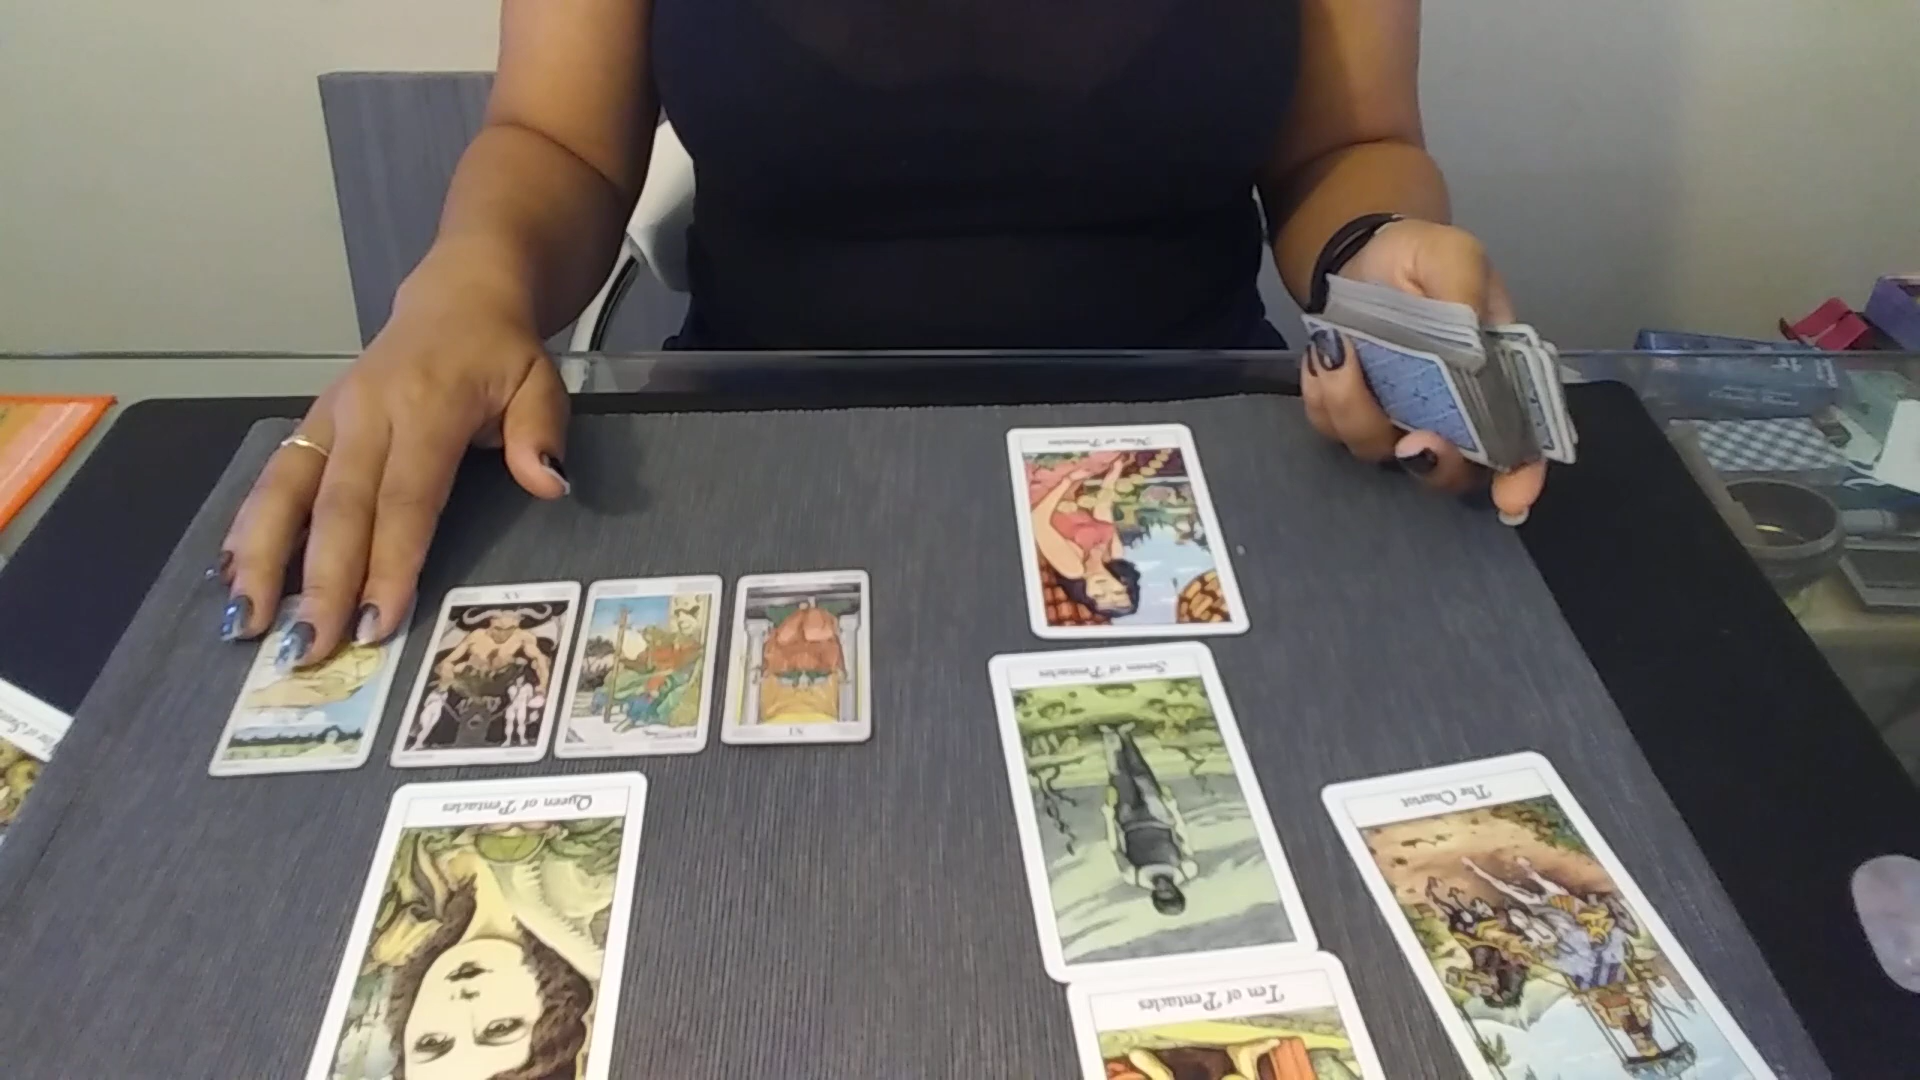 Nine of Pentacles
XV
Seven of Pentacles
XI
Queen of Pentacles
The Chariot
Ten of Pentacles